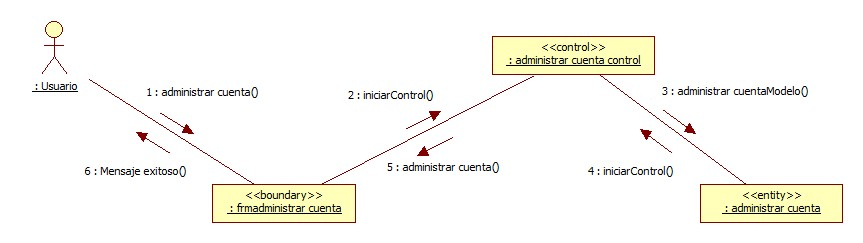 <<control>>
: administrar cuenta control
: Usuario
1 : administrar cuenta()
2 : iniciarControl()
3 : administrar cuentaModelo()
6 : Mensaje exitoso()
5 : administrar cuenta()
4 : iniciarControl()
<<boundary>>
: frmadministrar cuenta
<<entity>>
: administrar cuenta